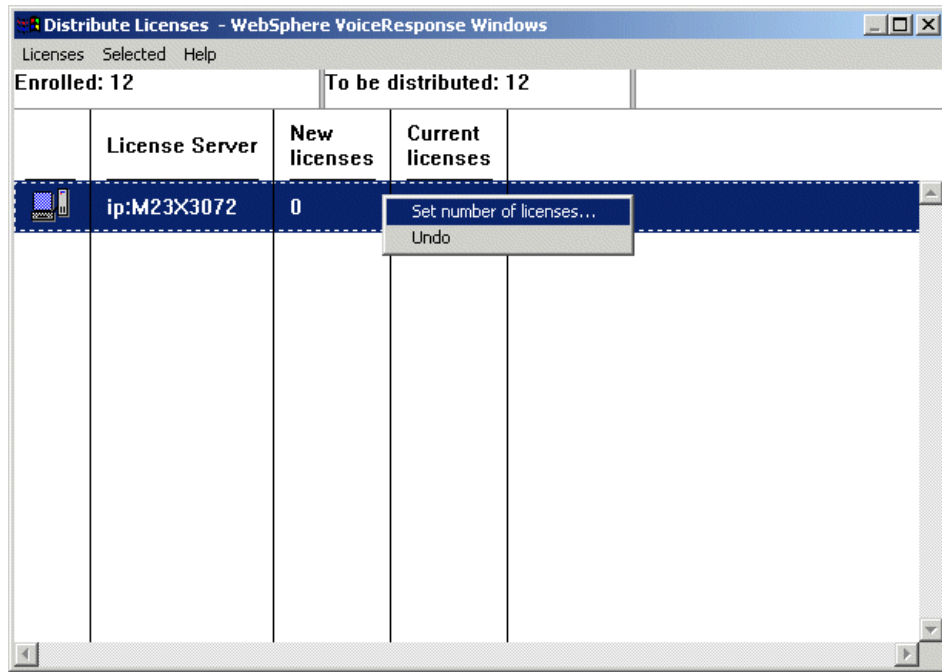 Distribute Licenses - WebSphere VoiceResponse Windows
Licenses Selected Help
Enrolled: 12 To be distributed: 12
License Server New licenses Current licenses
ip:M23X3072 0
Set number of licenses...
Undo